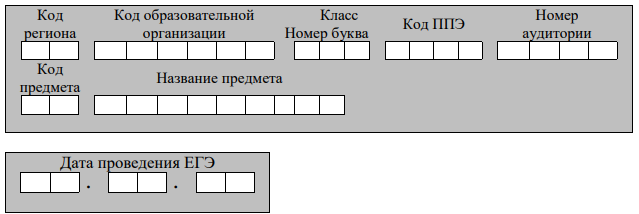 Код региона
Код образовательной организации
Класс
Номер буква
Код ППЭ
Номер аудитории
Код предмета
Название предмета
Дата проведения ЕГЭ
. .